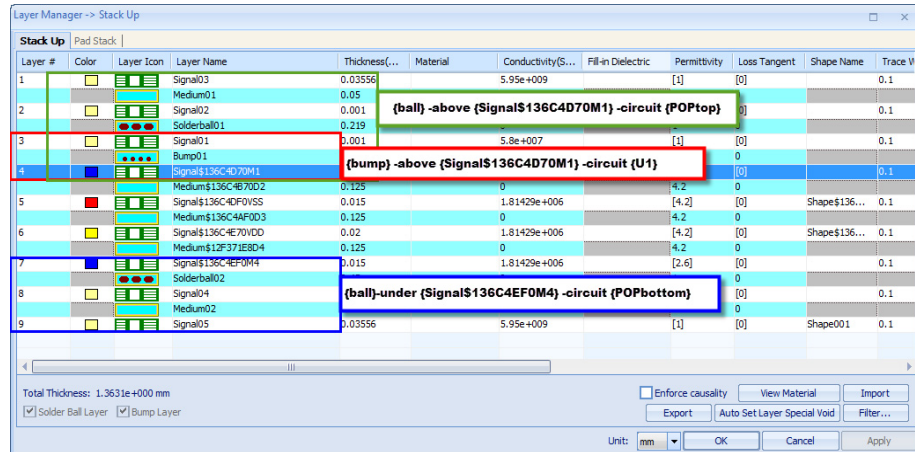 Layer Manager -> Stack Up
Stack Up Pad Stack
Layer # Color Layer Icon Layer Name Thickness(... Material Conductivity(S... Fill-in Dielectric Permittivity Loss Tangent Shape Name Trace W
1 Signal03 0.03556 5.95e+009 [1] [0] 0.1
Medium01 0.05
{ball} -above {Signal$136C4D70M1} -circuit {POPtop}
2 Signal02 0.001 0.1
Solderball01 0.219
3 Signal01 0.001 5.8e+007 [1] [0] 0.1
Bump01 0
{bump} -above {Signal$136C4D70M1} -circuit {U1}
4 Signal$136C4D70M1 [0] 0.1
Medium$136C4B70D2 0.125 0 4.2 0
5 Signal$136C4DF0VSS 0.015 1.81429e+006 [4.2] [0] Shape$136... 0.1
Medium$136C4AF0D3 0.125 0 4.2 0
6 Signal$136C4E70VDD 0.02 1.81429e+006 [4.2] [0] Shape$136... 0.1
Medium$12F371E8D4 0.125 0 4.2 0
7 Signal$136C4EF0M4 0.015 1.81429e+006 [2.6] [0] 0.1
Solderball02 0
{ball}-under {Signal$136C4EF0M4} -circuit {POPbottom}
8 Signal04 [0] 0.1
Medium02 0
9 Signal05 0.03556 5.95e+009 [1] [0] Shape001 0.1
Total Thickness: 1.3631e+000 mm
Enforce causality View Material Import
Solder Ball Layer Bump Layer
Export Auto Set Layer Special Void Filter...
Unit: mm OK Cancel Apply